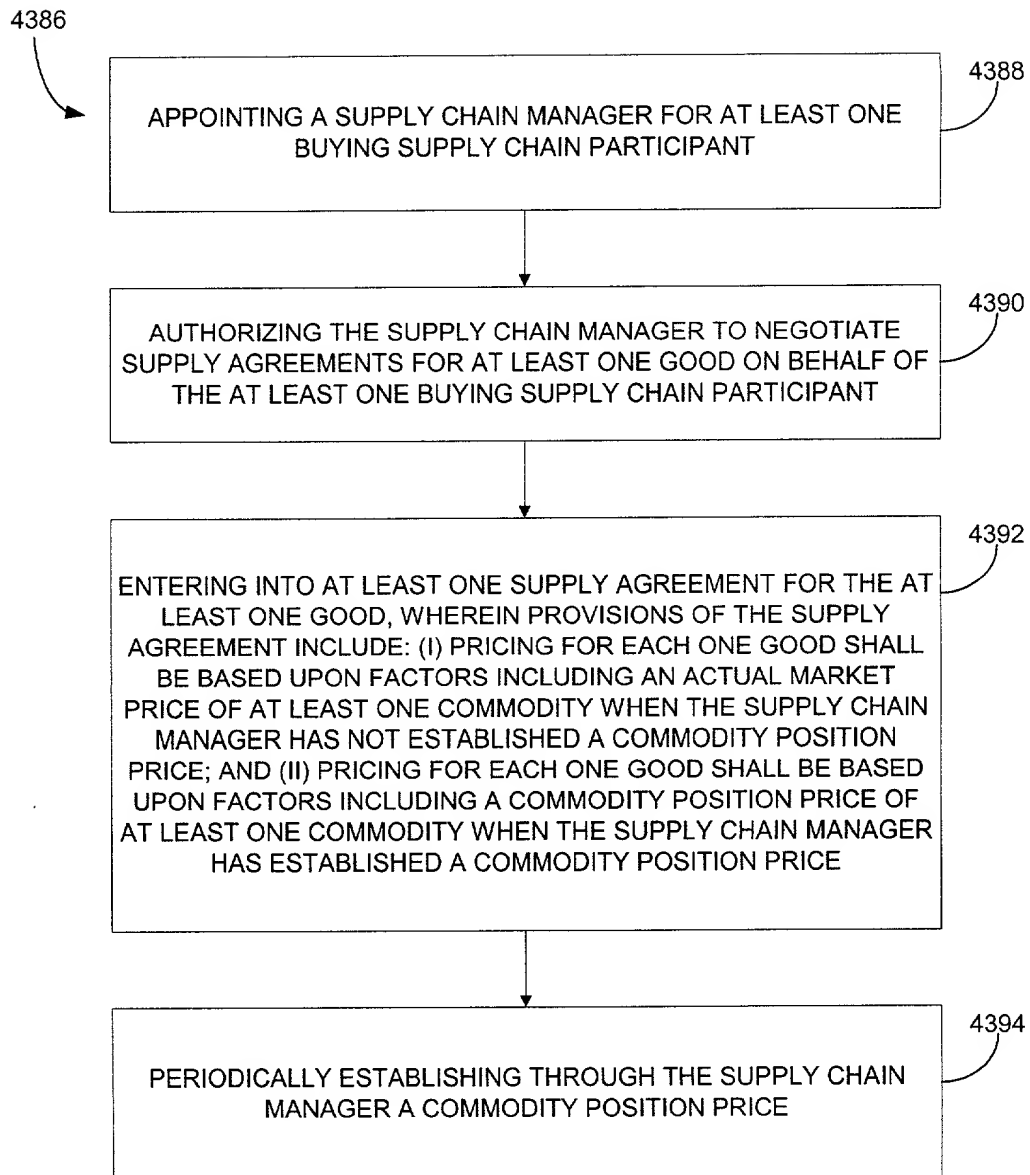 4386
4388
APPOINTING A SUPPLY CHAIN MANAGER FOR AT LEAST ONE
BUYING SUPPLY CHAIN PARTICIPANT
4390
AUTHORIZING THE SUPPLY CHAIN MANAGER TO NEGOTIATE
SUPPLY AGREEMENTS FOR AT LEAST ONE GOOD ON BEHALF OF
THE AT LEAST ONE BUYING SUPPLY CHAIN PARTICIPANT
4392
ENTERING INTO AT LEAST ONE SUPPLY AGREEMENT FOR THE AT
LEAST ONE GOOD, WHEREIN PROVISIONS OF THE SUPPLY
AGREEMENT INCLUDE: (I) PRICING FOR EACH ONE GOOD SHALL
BE BASED UPON FACTORS INCLUDING AN ACTUAL MARKET
PRICE OF AT LEAST ONE COMMODITY WHEN THE SUPPLY CHAIN
MANAGER HAS NOT ESTABLISHED A COMMODITY POSITION
PRICE; AND (II) PRICING FOR EACH ONE GOOD SHALL BE BASED
UPON FACTORS INCLUDING A COMMODITY POSITION PRICE OF
AT LEAST ONE COMMODITY WHEN THE SUPPLY CHAIN MANAGER
HAS ESTABLISHED A COMMODITY POSITION PRICE
4394
PERIODICALLY ESTABLISHING THROUGH THE SUPPLY CHAIN
MANAGER A COMMODITY POSITION PRICE